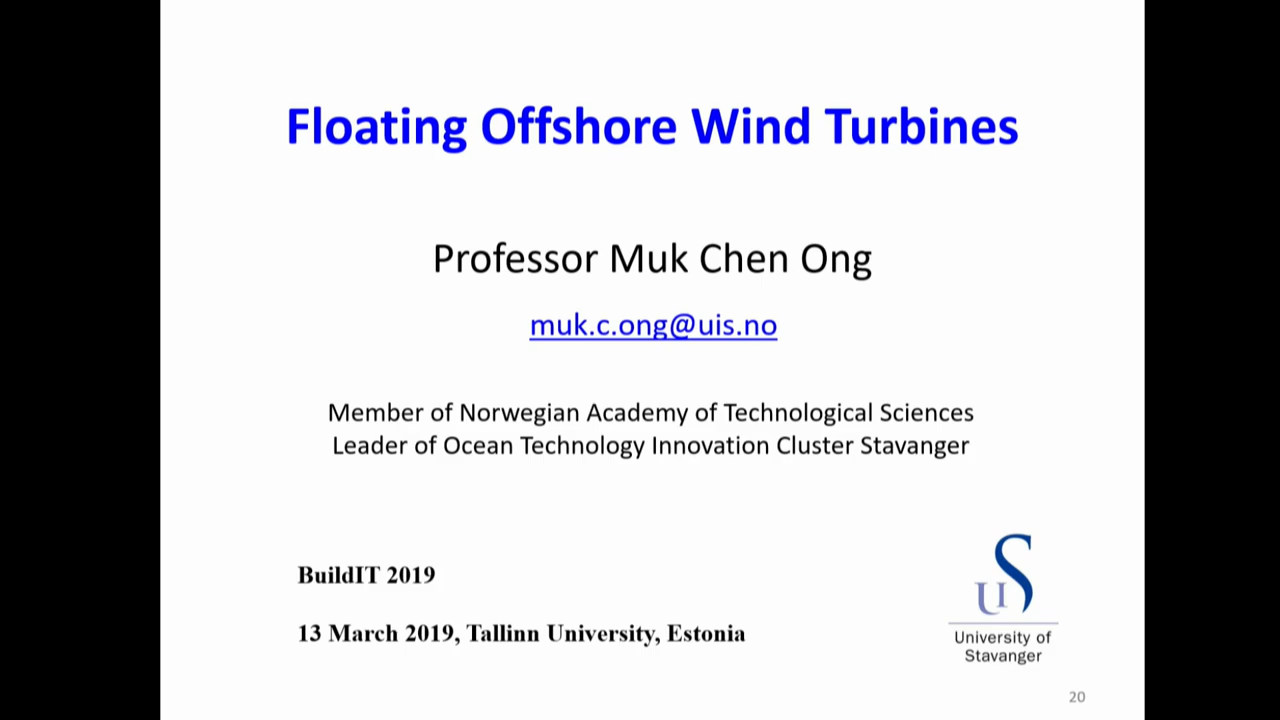 Floating Offshore Wind Turbines
Professor Muk Chen Ong
muk.c.ong@uis.no
Member of Norwegian Academy of Technological Sciences
Leader of Ocean Technology Innovation Cluster Stavanger
BuildIT 2019
13 March 2019, Tallinn University, Estonia
US
University of
Stavanger
20